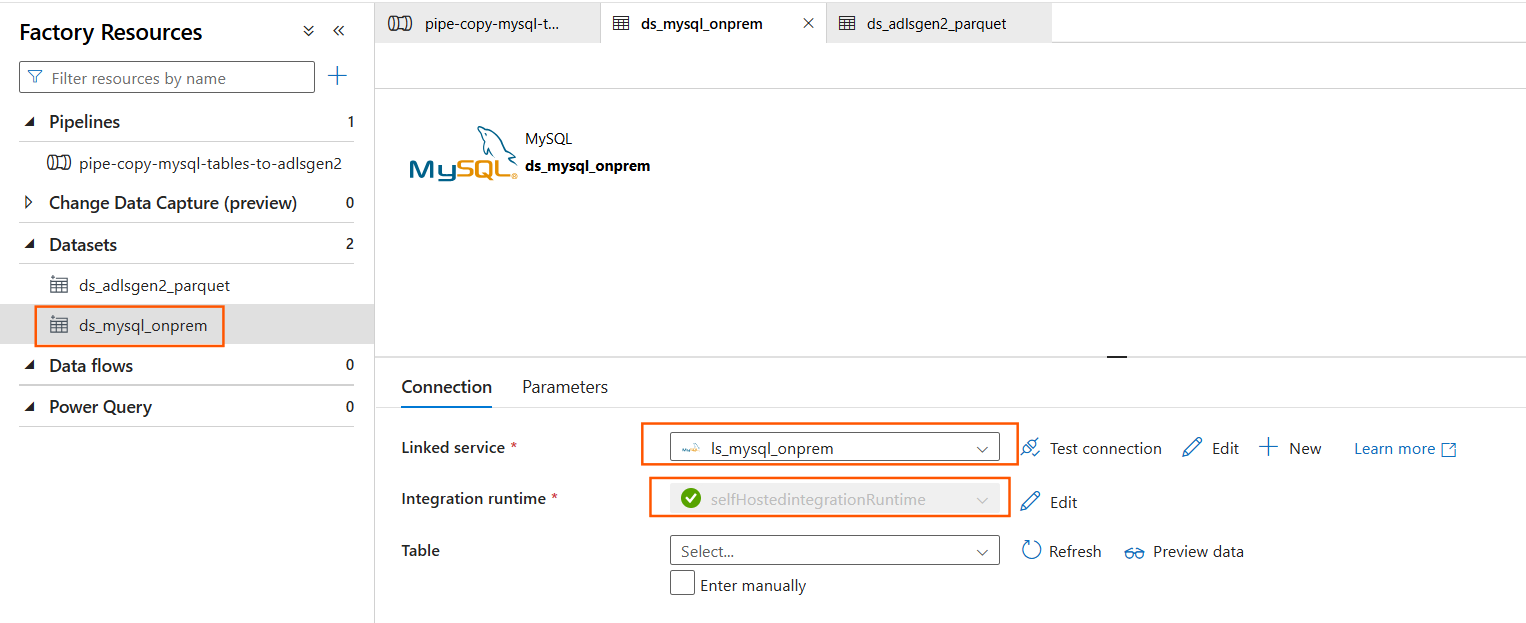 Factory Resources
Filter resources by name
Pipelines 1
pipe-copy-mysql-tables-to-adlsgen2
Change Data Capture (preview) 0
Datasets 2
ds_adlsgen2_parquet
ds_mysql_onprem
Data flows 0
Power Query 0
pipe-copy-mysql-t... ds_mysql_onprem ds_adlsgen2_parquet
MySQL
MySQL
ds_mysql_onprem
Connection Parameters
Linked service * ls_mysql_onprem Test connection Edit New Learn more
Integration runtime * selfHostedintegrationRuntime Edit
Table Select... Refresh Preview data
Enter manually